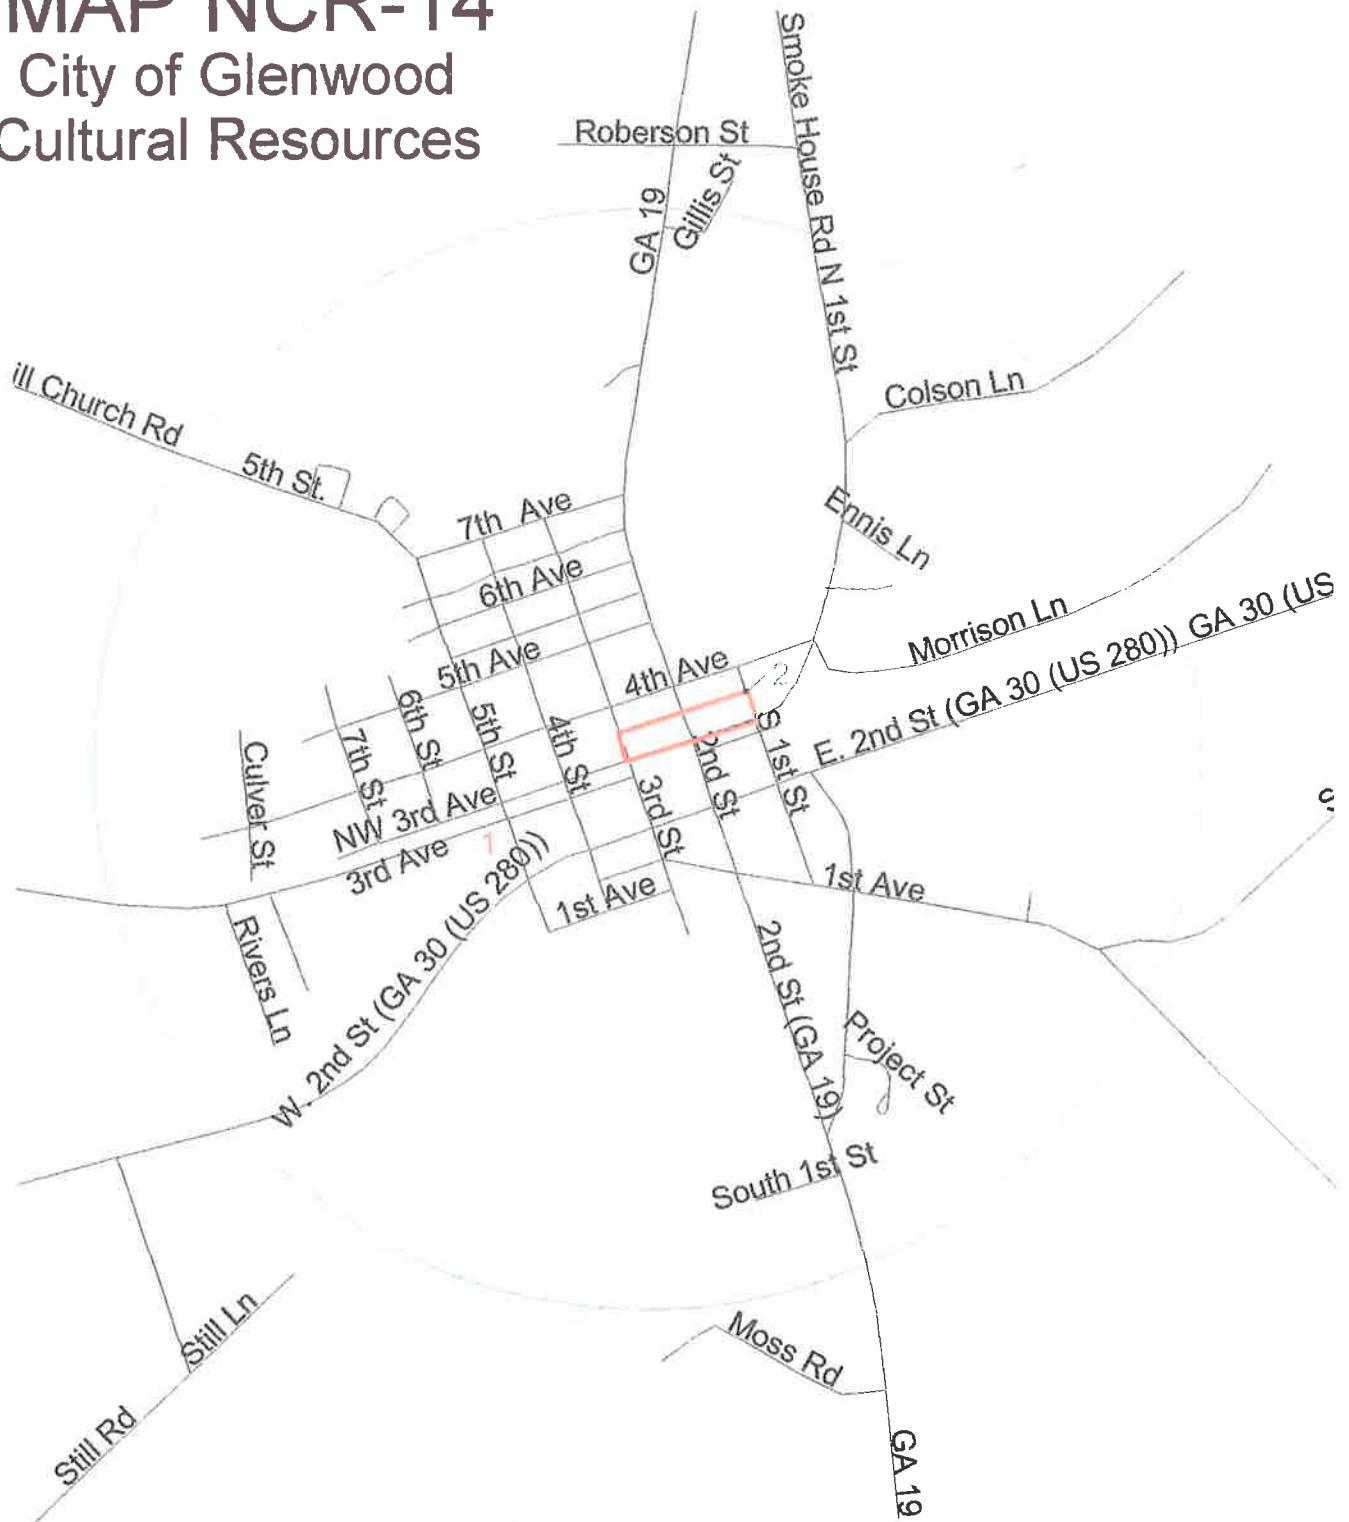 MAP NCR-14
City of Glenwood
Cultural Resources
Smoke House Rd N 1st St
Roberson St
Gillis St
GA 19
Colson Ln
ill Church Rd
5th St.
7th Ave
Ennis Ln
6th Ave
Morrison Ln
GA 30 (US
5th Ave
4th Ave
2
E. 2nd St (GA 30 (US 280))
6th St
5th St
4th St
S 1st St
7th St
2nd St
Culver St
3rd St
NW 3rd Ave
3rd Ave
1
S
1st Ave
1st Ave
Rivers Ln
W. 2nd St (GA 30 (US 280))
2nd St (GA 19)
Project St
South 1st St
Still Ln
Moss Rd
Still Rd
GA 19